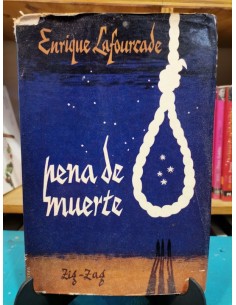 Enrique Lafourcade
pena de
muerte
Zig-Zag